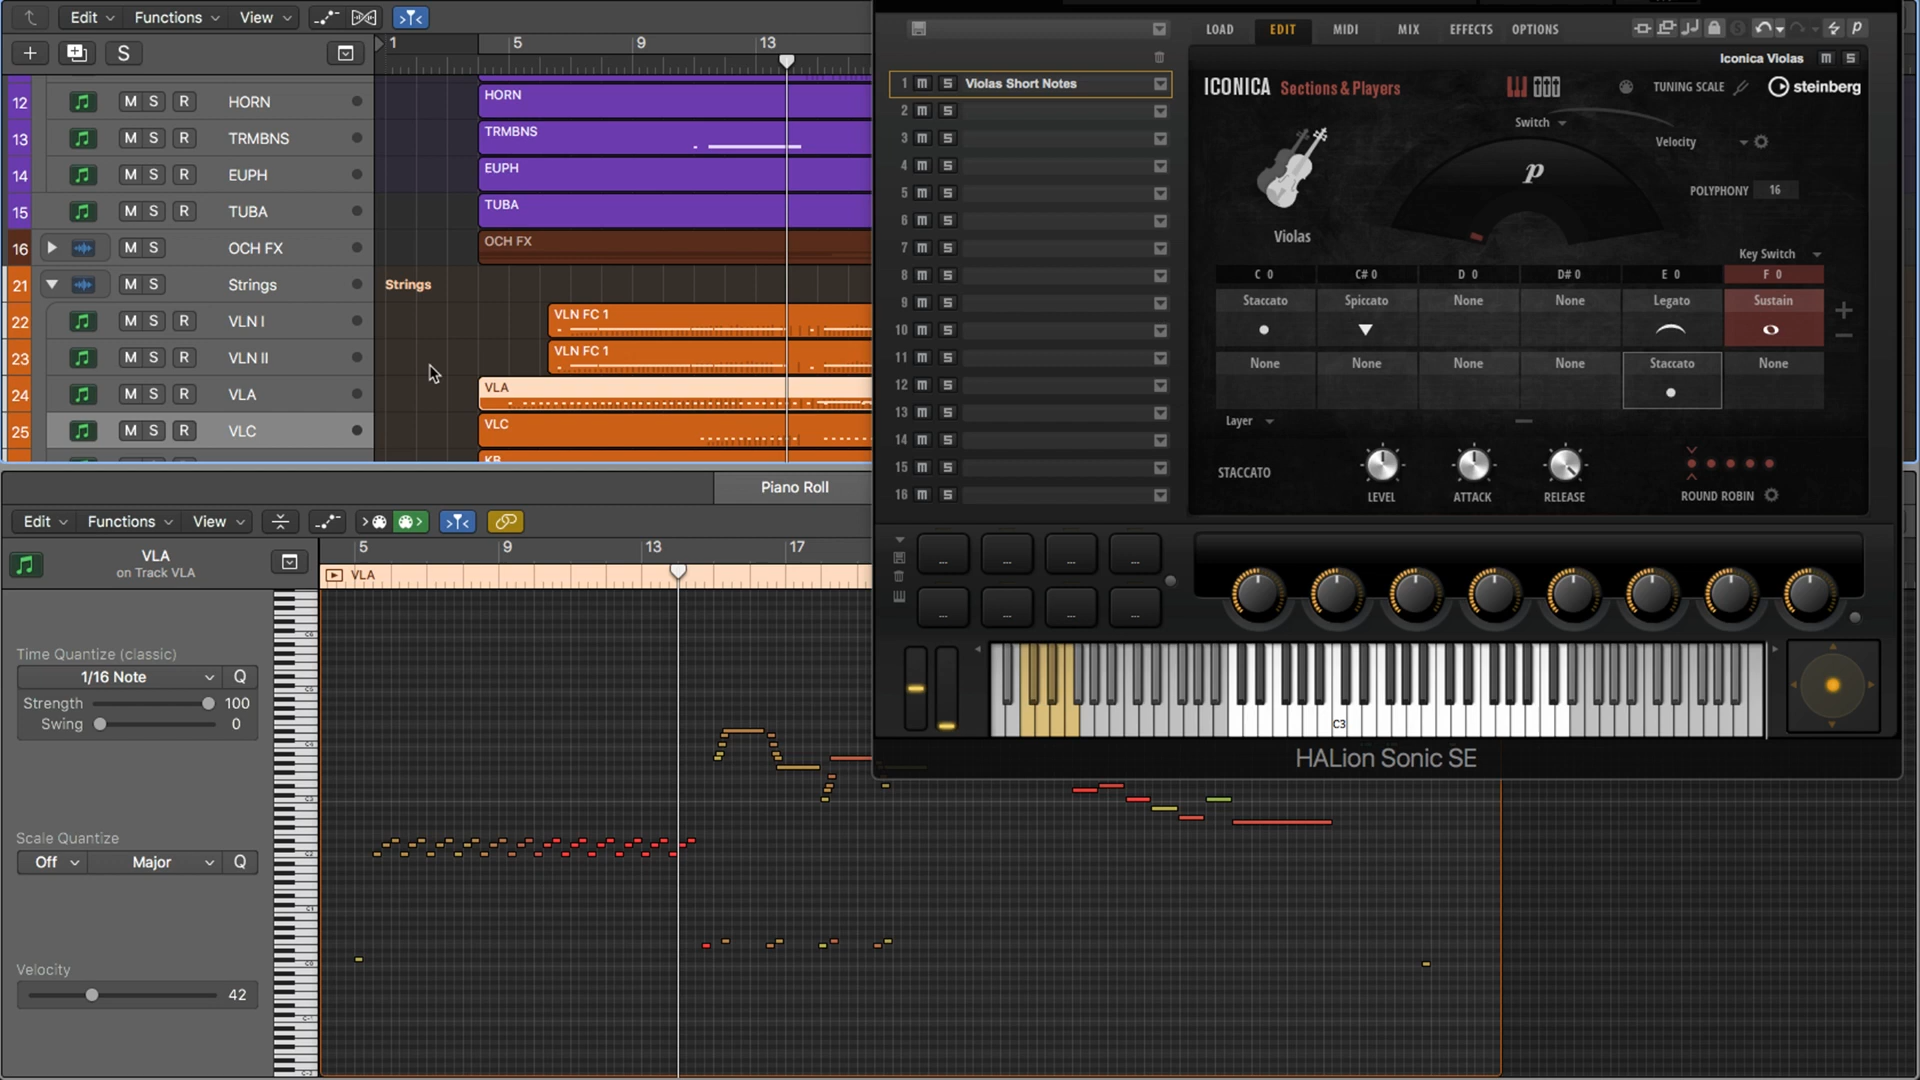 Edit Functions View
S
1 5 9 13
12 M S R HORN
HORN
13 M S R TRMBNS
TRMBNS
14 M S R EUPH
EUPH
15 M S R TUBA
TUBA
16 M S OCH FX
OCH FX
21 M S Strings
Strings
22 M S R VLN I
VLN FC 1
23 M S R VLN II
VLN FC 1
24 M S R VLA
VLA
25 M S R VLC
VLC
KB
Piano Roll
Edit Functions View
VLA
on Track VLA
5 9 13 17
VLA
Time Quantize (classic)
1/16 Note Q
Strength 100
Swing 0
Scale Quantize
Off Major Q
Velocity
42
LOAD EDIT MIDI MIX EFFECTS OPTIONS
Iconica Violas M S
1 m S Violas Short Notes
2 m S
3 m S
4 m S
5 m S
6 m S
7 m S
8 m S
9 m S
10 m S
11 m S
12 m S
13 m S
14 m S
15 m S
16 m S
ICONICA Sections & Players
TUNING SCALE
steinberg
Switch
p
Velocity
POLYPHONY 16
Violas
Key Switch
C 0 C# 0 D 0 D# 0 E 0 F 0
Staccato Spiccato None None Legato Sustain
None None None None Staccato None
Layer
STACCATO
LEVEL ATTACK RELEASE
ROUND ROBIN
... ... ... ...
... ... ... ...
C3
HALion Sonic SE